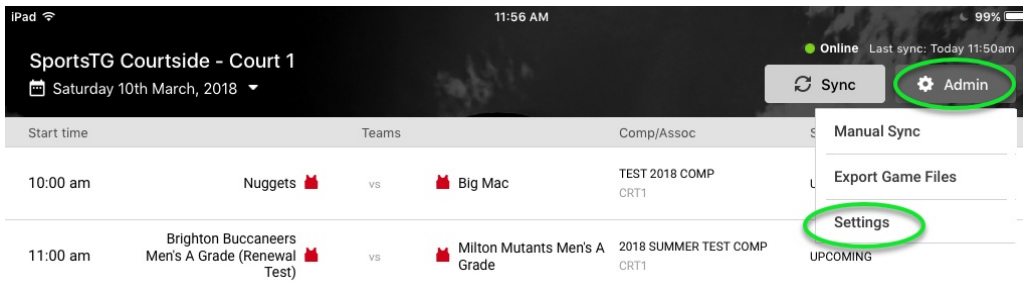 iPad 11:56 AM 99%
Online Last sync: Today 11:50am
SportsTG Courtside - Court 1
Saturday 10th March, 2018
Sync Admin
Manual Sync
Export Game Files
Settings
Start time Teams Comp/Assoc S
10:00 am Nuggets vs Big Mac TEST 2018 COMP
CRT1
U
11:00 am Brighton Buccaneers
Men's A Grade (Renewal
Test)
vs Milton Mutants Men's A
Grade
2018 SUMMER TEST COMP
CRT1
UPCOMING